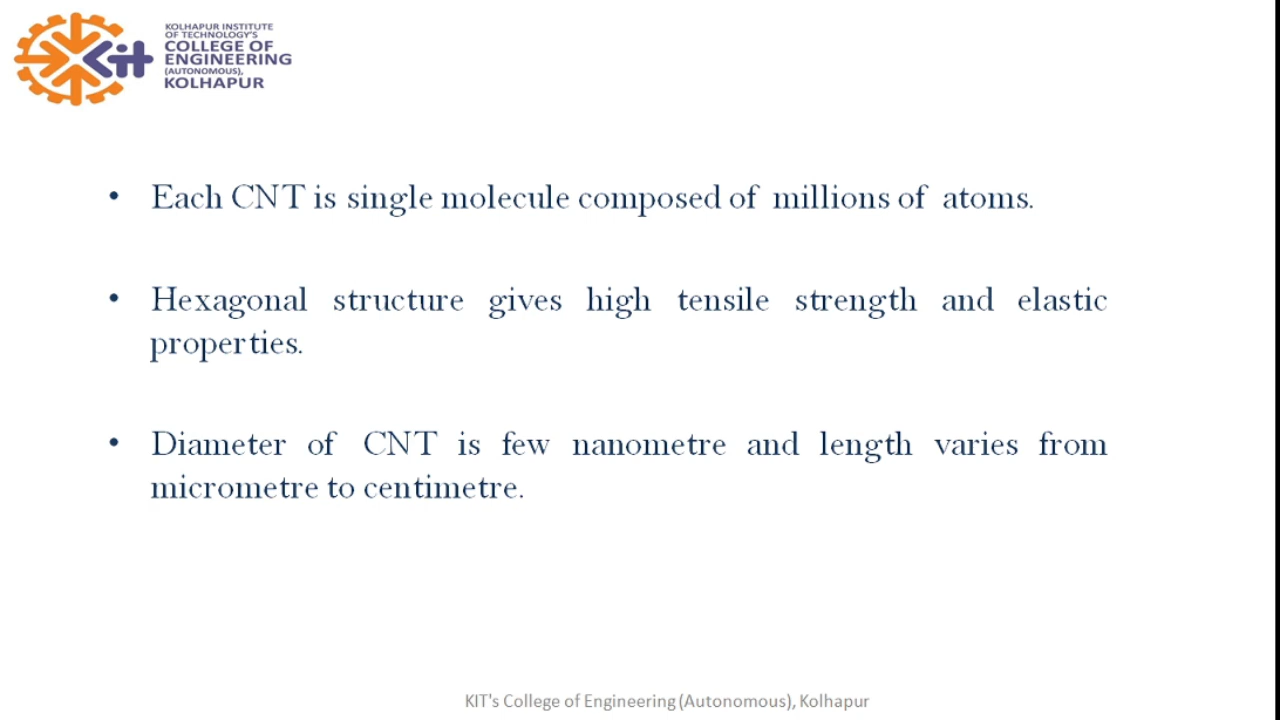 Kit
KOLHAPUR INSTITUTE
OF TECHNOLOGY'S
COLLEGE OF
ENGINEERING
(AUTONOMOUS),
KOLHAPUR
• Each CNT is single molecule composed of millions of atoms.
• Hexagonal structure gives high tensile strength and elastic
properties.
• Diameter of CNT is few nanometre and length varies from
micrometre to centimetre.
KIT's College of Engineering (Autonomous), Kolhapur